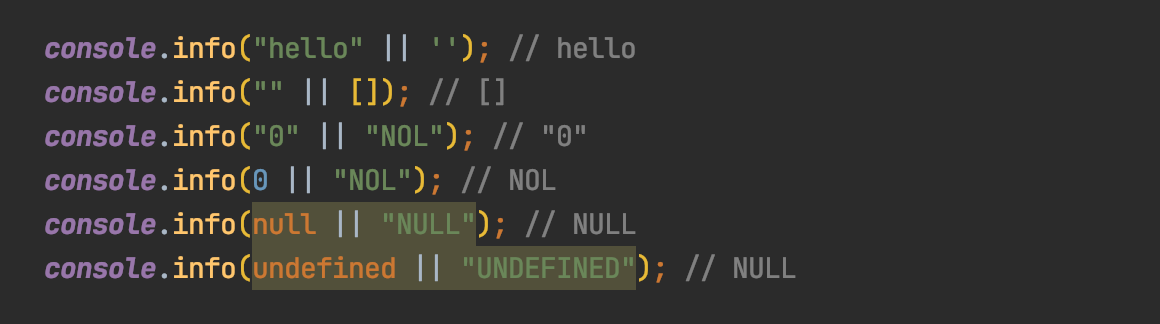 console.info("hello" || ''); // hello
console.info("" || []); // []
console.info("0" || "NOL"); // "0"
console.info(0 || "NOL"); // NOL
console.info(null || "NULL"); // NULL
console.info(undefined || "UNDEFINED"); // NULL